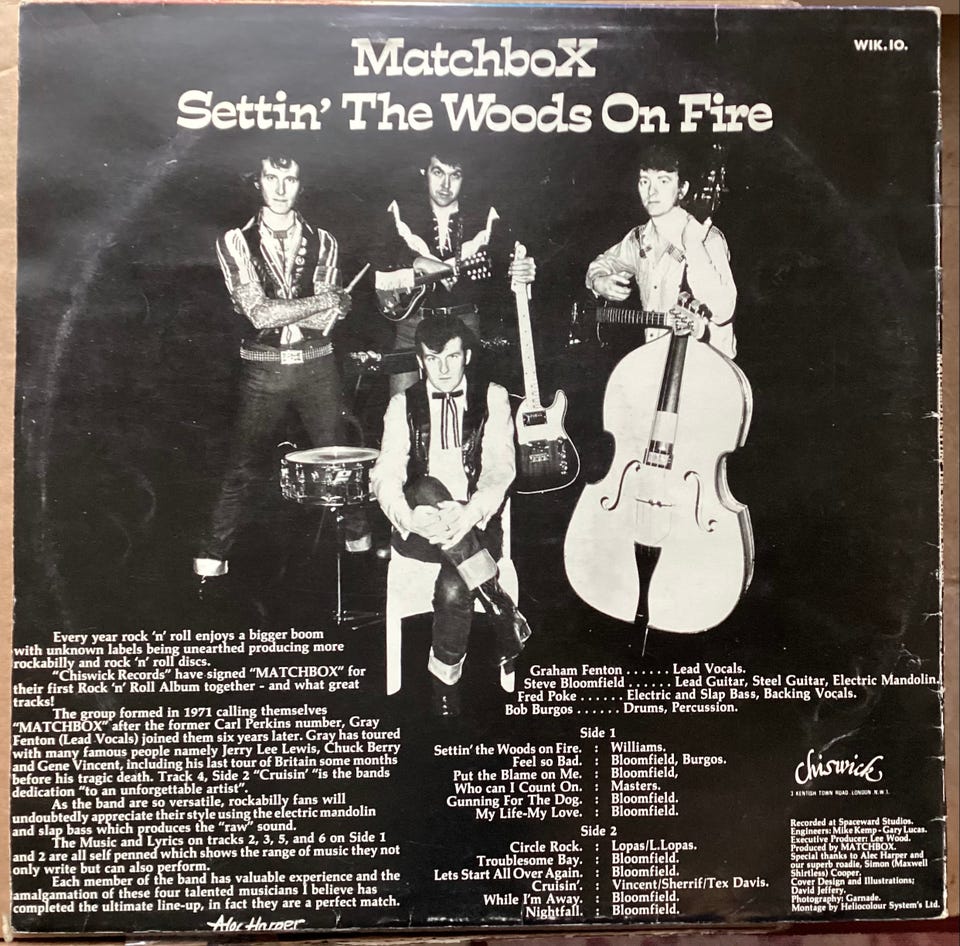 MatchboX
WIK.10.
Settin' The Woods On Fire
Every year rock 'n' roll enjoys a bigger boom
with unknown labels being unearthed producing more
rockabilly and rock 'n' roll discs.
"Chiswick Records" have signed "MATCHBOX" for
their first Rock 'n' Roll Album together - and what great
tracks!
The group formed in 1971 calling themselves
"MATCHBOX" after the former Carl Perkins number, Gray
Fenton (Lead Vocals) joined them six years later. Gray has toured
with many famous people namely Jerry Lee Lewis, Chuck Berry
and Gene Vincent, including his last tour of Britain some months
before his tragic death. Track 4, Side 2 "Cruisin' "is the bands
dedication "to an unforgettable artist".
As the band are so versatile, rockabilly fans will
undoubtedly appreciate their style using the electric mandolin
and slap bass which produces the "raw" sound.
The Music and Lyrics on tracks 2, 3, 5, and 6 on Side 1
and 2 are all self penned which shows the range of music they not
only write but can also perform.
Each member of the band has valuable experience and the
amalgamation of these four talented musicians I believe has
completed the ultimate line-up, in fact they are a perfect match.
Alec Harper
Graham Fenton . . . . . . Lead Vocals.
Steve Bloomfield . . . . . . Lead Guitar, Steel Guitar, Electric Mandolin.
Fred Poke . . . . . . Electric and Slap Bass, Backing Vocals.
Bob Burgos . . . . . . Drums, Percussion.
Side 1
Settin' the Woods on Fire. : Williams.
Feel so Bad. : Bloomfield, Burgos.
Put the Blame on Me. : Bloomfield,
Who can I Count On. : Masters.
Gunning For The Dog. : Bloomfield.
My Life-My Love. : Bloomfield.
Side 2
Circle Rock. : Lopas/L.Lopas.
Troublesome Bay. : Bloomfield.
Lets Start All Over Again. : Bloomfield.
Cruisin'. : Vincent/Sherrif/Tex Davis.
While I'm Away. : Bloomfield.
Nightfall. : Bloomfield.
Chiswick
3 KENTISH TOWN ROAD. LONDON .N.W.1.
Recorded at Spaceward Studios.
Engineers: Mike Kemp - Gary Lucas.
Executive Producer: Lee Wood.
Produced by MATCHBOX.
Special thanks to Alec Harper and
our superb roadie, Simon (Maxwell
Shirtless) Cooper.
Cover Design and Illustrations;
David Jeffery.
Photography: Garnade.
Montage by Heliocolour System's Ltd.